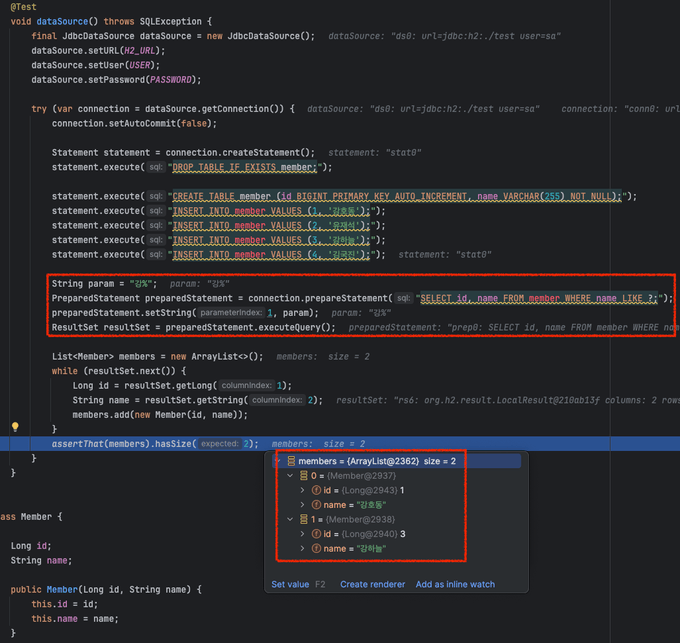 @Test
void dataSource() throws SQLException {
final JdbcDataSource dataSource = new JdbcDataSource();   dataSource: "ds0: url=jdbc:h2:./test user=sa"
dataSource.setURL(H2_URL);
dataSource.setUser(USER);
dataSource.setPassword(PASSWORD);
try (var connection = dataSource.getConnection()) {   dataSource: "ds0: url=jdbc:h2:./test user=sa"   connection: "conn0: url
connection.setAutoCommit(false);
Statement statement = connection.createStatement();   statement: "stat0"
statement.execute( sql: "DROP TABLE IF EXISTS member;");
statement.execute( sql: "CREATE TABLE member (id BIGINT PRIMARY KEY AUTO_INCREMENT, name VARCHAR(255) NOT NULL);");
statement.execute( sql: "INSERT INTO member VALUES (1, '강호동');");
statement.execute( sql: "INSERT INTO member VALUES (2, '유재석');");
statement.execute( sql: "INSERT INTO member VALUES (3, '강하늘');");
statement.execute( sql: "INSERT INTO member VALUES (4, '김국진');");   statement: "stat0"
String param = "강%";   param: "강%"
PreparedStatement preparedStatement = connection.prepareStatement( sql: "SELECT id, name FROM member WHERE name LIKE ?;");
preparedStatement.setString( parameterIndex: 1, param);   param: "강%"
ResultSet resultSet = preparedStatement.executeQuery();   preparedStatement: "prep0: SELECT id, name FROM member WHERE nam
List<Member> members = new ArrayList<>();   members:  size = 2
while (resultSet.next()) {
Long id = resultSet.getLong( columnIndex: 1);
String name = resultSet.getString( columnIndex: 2);   resultSet: "rs6: org.h2.result.LocalResult@210ab13f columns: 2 rows
members.add(new Member(id, name));
}
assertThat(members).hasSize( expected: 2);   members:  size = 2
}
}
members = {ArrayList@2362}  size = 2
0 = {Member@2937}
id = {Long@2943} 1
name = "강호동"
1 = {Member@2938}
id = {Long@2940} 3
name = "강하늘"
Set value F2   Create renderer   Add as inline watch
ass Member {
Long id;
String name;
public Member(Long id, String name) {
this.id = id;
this.name = name;
}